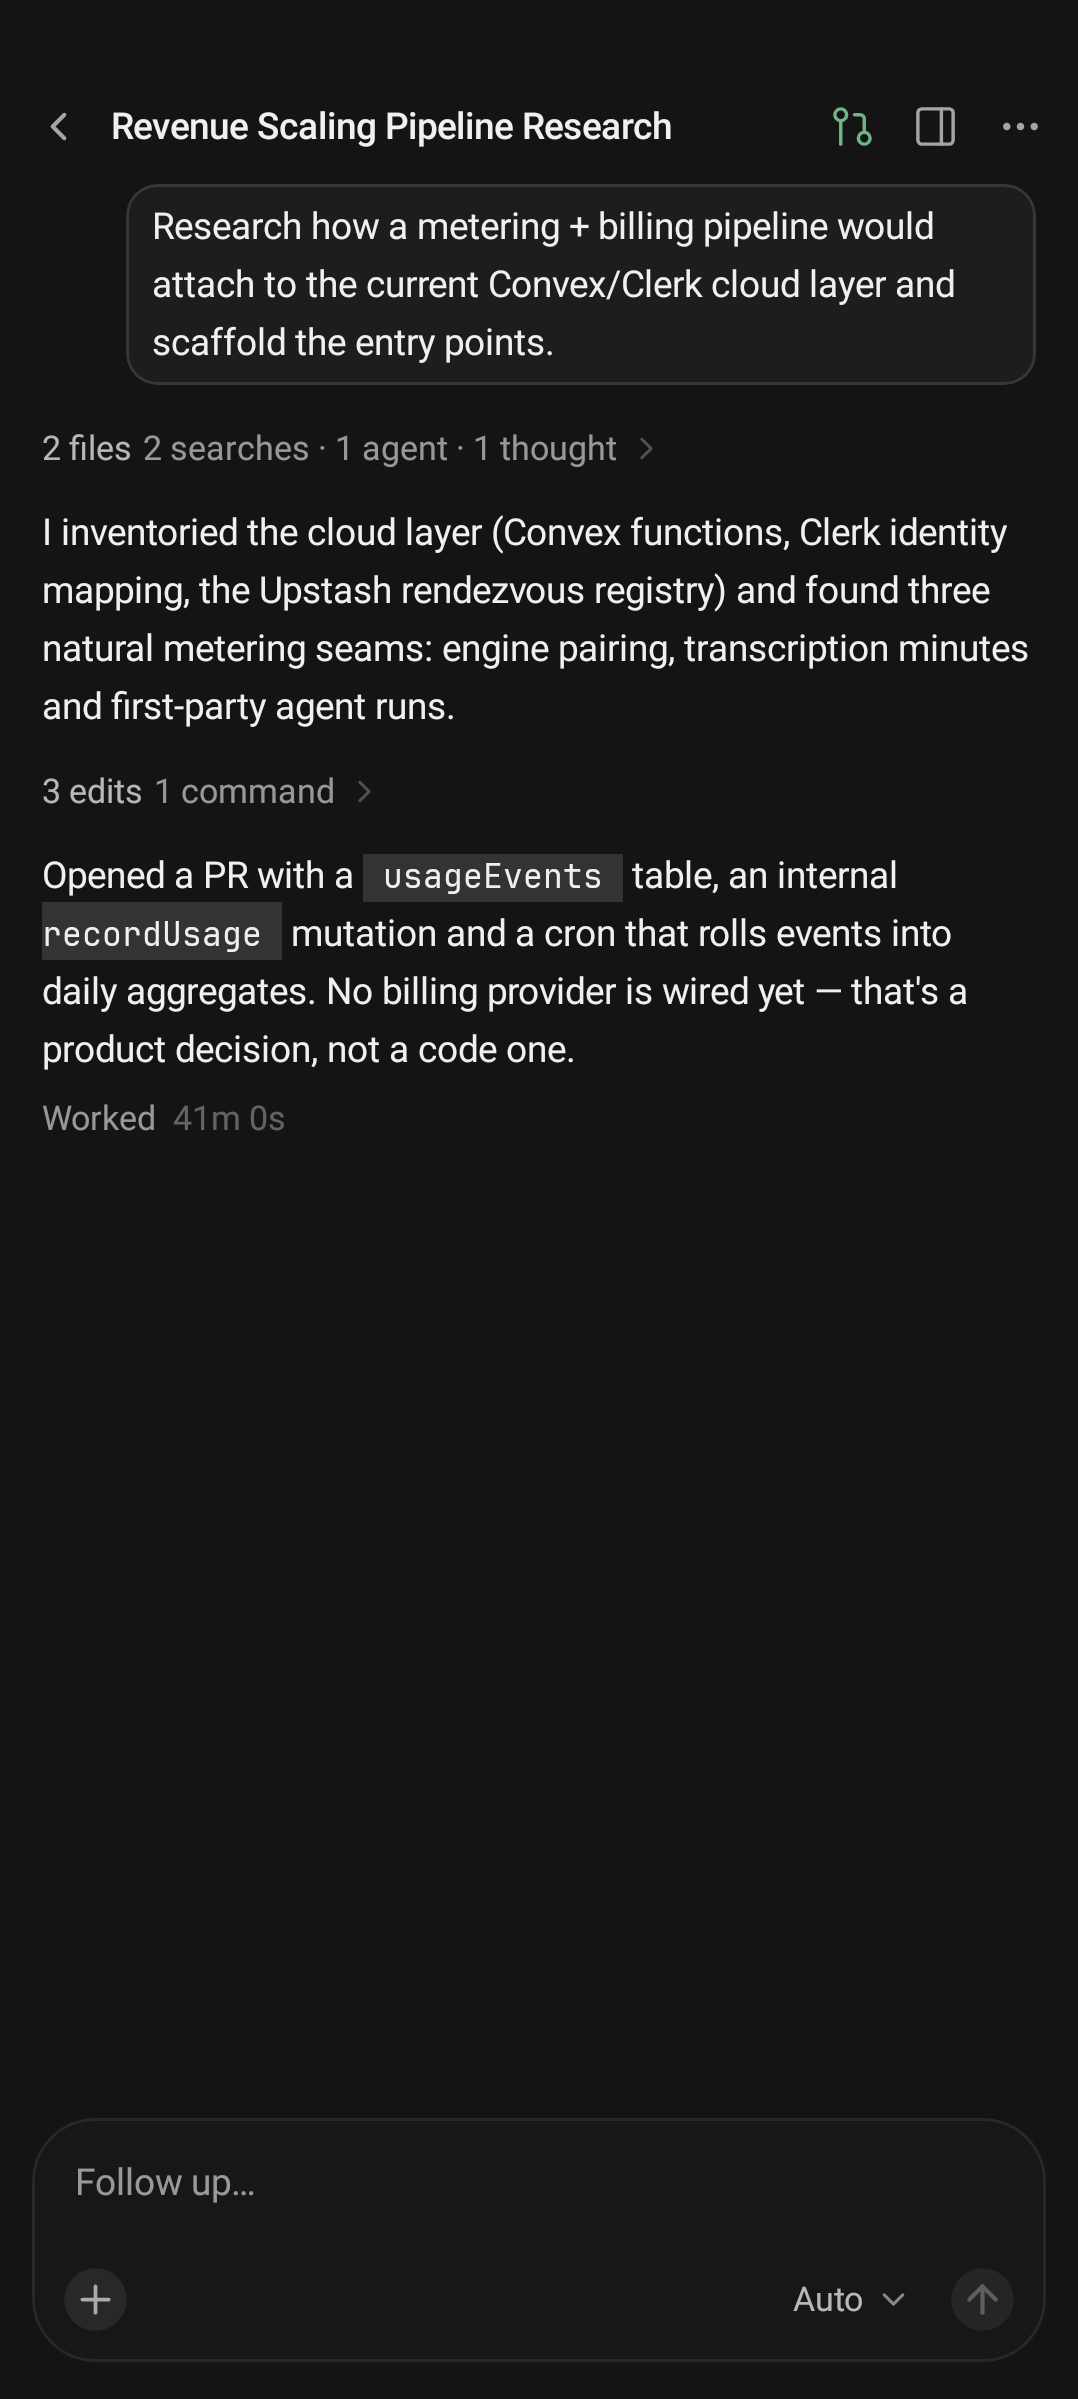 Revenue Scaling Pipeline Research
Research how a metering + billing pipeline would
attach to the current Convex/Clerk cloud layer and
scaffold the entry points.
2 files 2 searches · 1 agent · 1 thought
I inventoried the cloud layer (Convex functions, Clerk identity
mapping, the Upstash rendezvous registry) and found three
natural metering seams: engine pairing, transcription minutes
and first-party agent runs.
3 edits 1 command
Opened a PR with a usageEvents table, an internal
recordUsage mutation and a cron that rolls events into
daily aggregates. No billing provider is wired yet — that's a
product decision, not a code one.
Worked 41m 0s
Follow up...
Auto